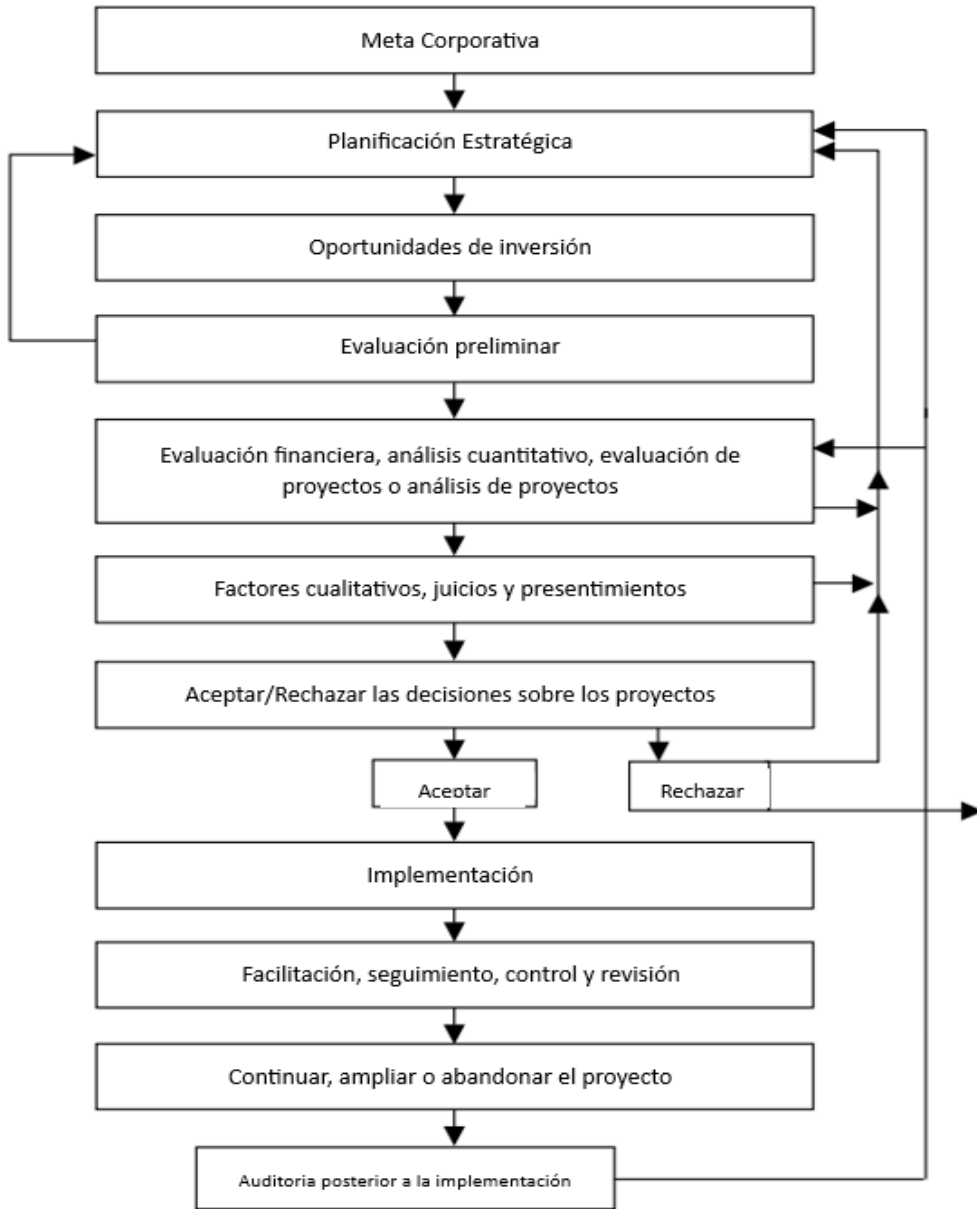 Meta Corporativa
Planificación Estratégica
Oportunidades de inversión
Evaluación preliminar
Evaluación financiera, análisis cuantitativo, evaluación de
proyectos o análisis de proyectos
Factores cualitativos, juicios y presentimientos
Aceptar/Rechazar las decisiones sobre los proyectos
Aceptar
Rechazar
Implementación
Facilitación, seguimiento, control y revisión
Continuar, ampliar o abandonar el proyecto
Auditoria posterior a la implementación